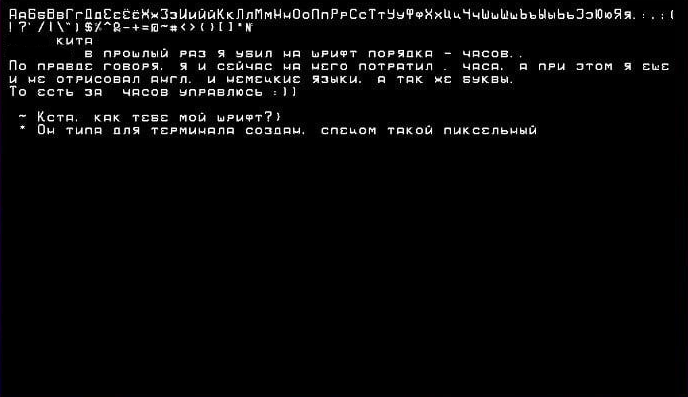 АаБбВвГгДдЕеЁёЖжЗзИиЙйКкЛлМмНнОоПпРрСсТтУуФфХхЦцЧчШшЩщЪъЫыЬьЭэЮюЯя.:,;(
!?'/|\")$%^&-+=@~#<>()[]*№
кита
в прошлый раз я убил на шрифт порядка - часов..
По правде говоря, я и сейчас на него потратил . часа, а при этом я еще
и не отрисовал англ. и немецкие языки, а так же буквы.
То есть за часов управлюсь :))
~ Кста, как тебе мой шрифт?)
* Он типа для терминала создан, спецом такой пиксельный